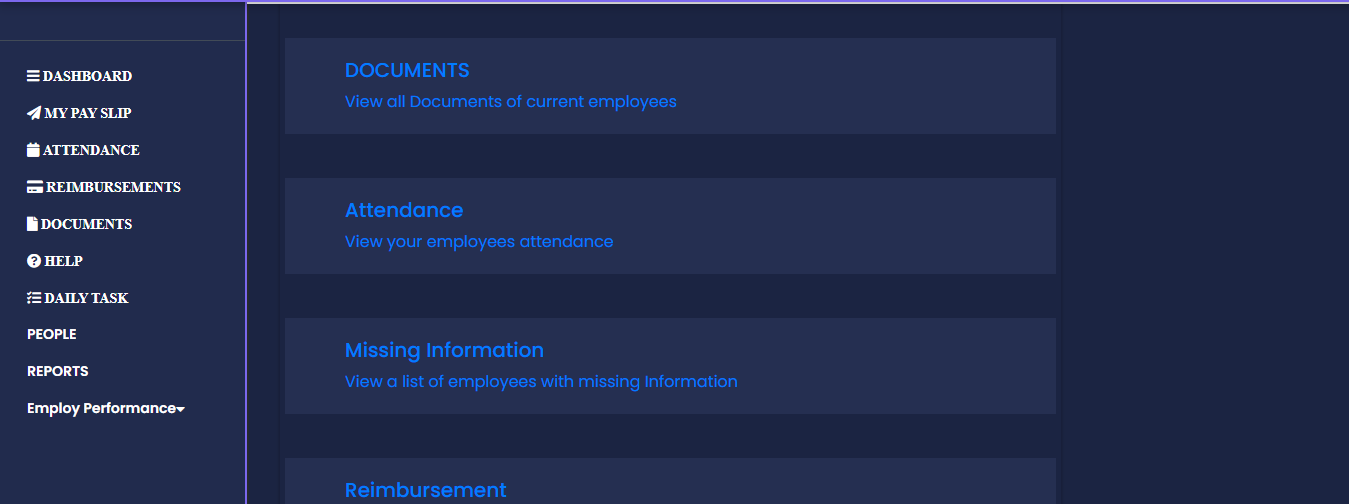 DASHBOARD
MY PAY SLIP
ATTENDANCE
REIMBURSEMENTS
DOCUMENTS
HELP
DAILY TASK
PEOPLE
REPORTS
Employ Performance
DOCUMENTS
View all Documents of current employees
Attendance
View your employees attendance
Missing Information
View a list of employees with missing Information
Reimbursement